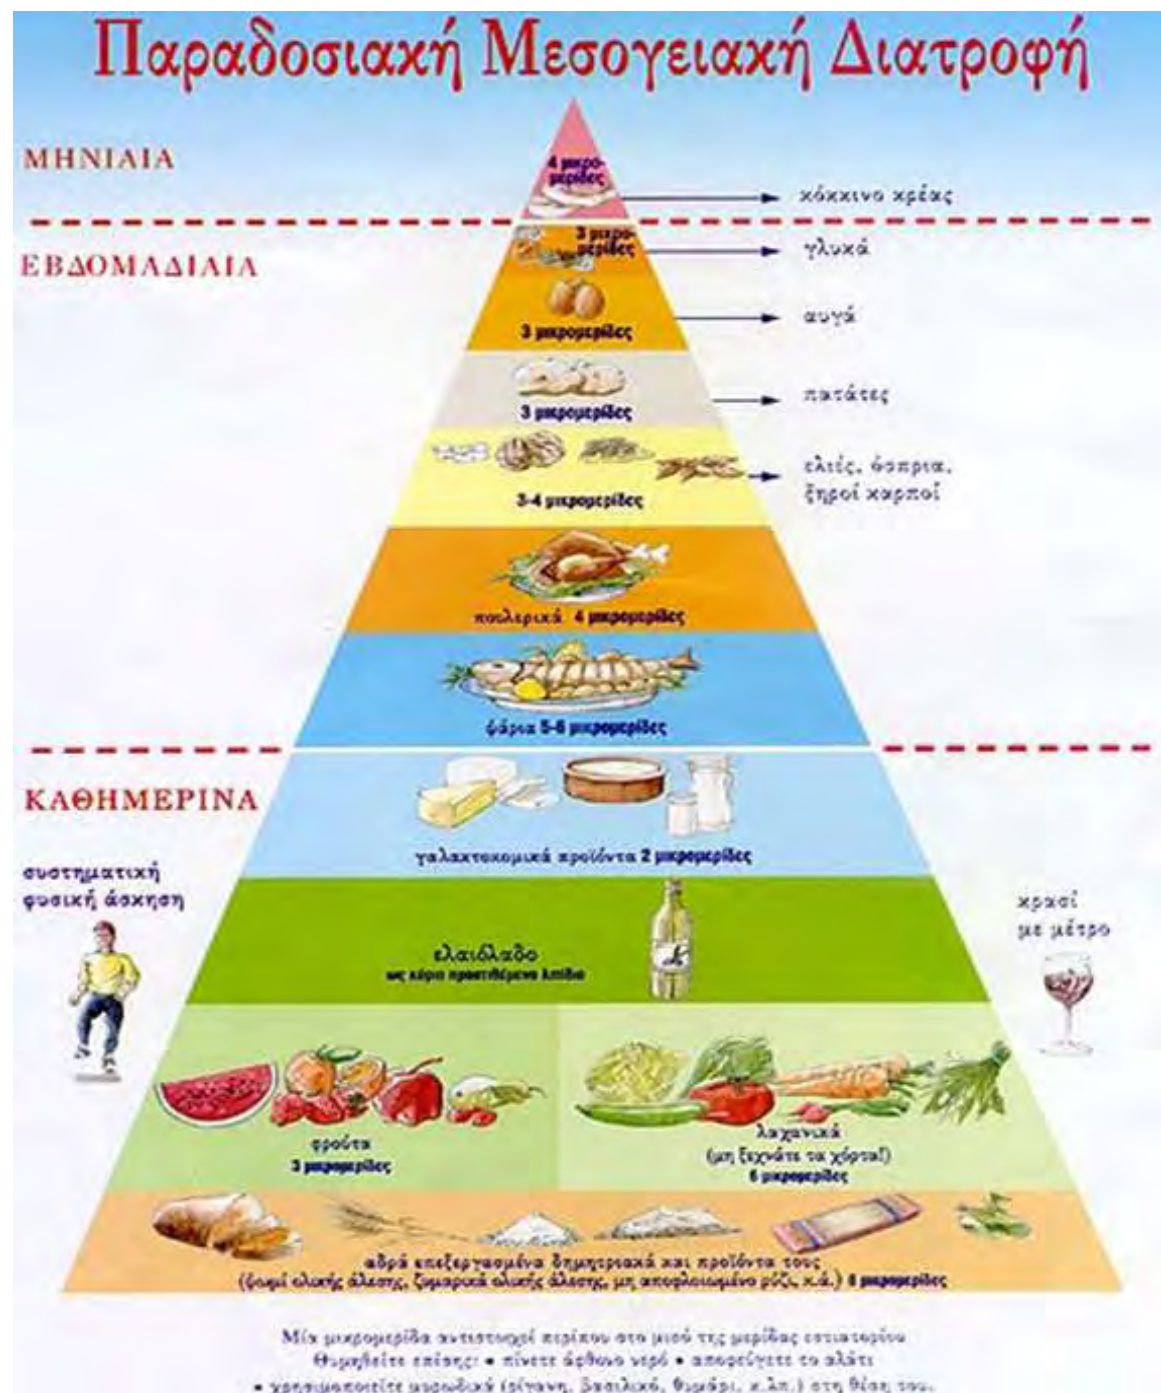 Παραδοσιακή Μεσογειακή Διατροφή
ΜΗΝΙΑΙΑ
4 μικρο-
μερίδες
κόκκινο κρέας
ΕΒΔΟΜΑΔΙΑΙΑ
3 μικρο-
μερίδες
γλυκά
αυγά
3 μικρομερίδες
πατάτες
3 μικρομερίδες
ελιές, όσπρια,
ξηροί καρποί
3-4 μικρομερίδες
πουλερικά 4 μικρομερίδες
ψάρια 5-6 μικρομερίδες
ΚΑΘΗΜΕΡΙΝΑ
γαλακτοκομικά προϊόντα 2 μικρομερίδες
συστηματική
φυσική άσκηση
κρασί
με μέτρο
ελαιόλαδο
ως κύριο προστιθέμενο λιπίδιο
φρούτα
3 μικρομερίδες
λαχανικά
(μη ξεχνάτε τα χόρτα!)
6 μικρομερίδες
αδρά επεξεργασμένα δημητριακά και προϊόντα τους
(ψωμί ολικής άλεσης, ζυμαρικά ολικής άλεσης, μη αποφλοιωμένο ρύζι, κ.ά.) 8 μικρομερίδες
Μία μικρομερίδα αντιστοιχεί περίπου στο μισό της μερίδας εστιατορίου
Θυμηθείτε επίσης: • πίνετε άφθονο νερό • αποφεύγετε το αλάτι
• χρησιμοποιείτε μυρωδικά (ρίγανη, βασιλικό, θυμάρι, κ.λπ.) στη θέση του.